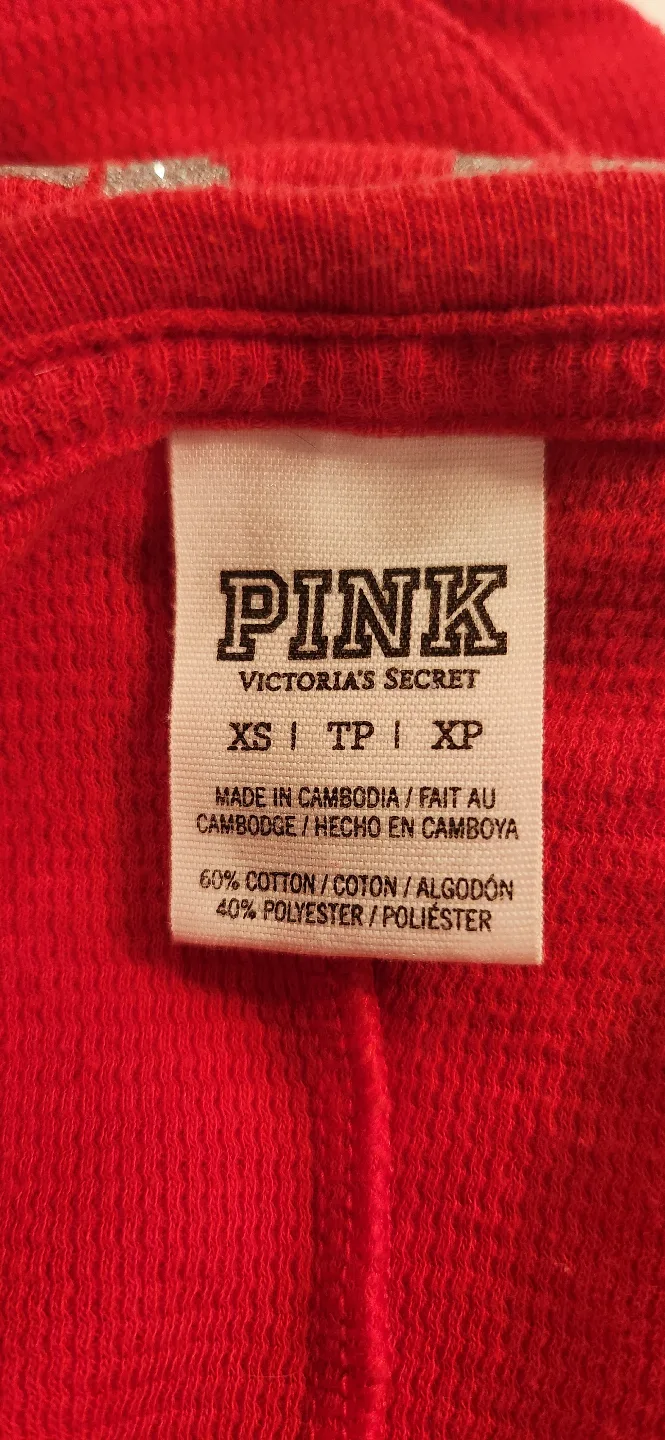 PINK
VICTORIA'S SECRET
XS | TP | XP
MADE IN CAMBODIA / FAIT AU
CAMBODGE / HECHO EN CAMBOYA
60% COTTON / COTON / ALGODÓN
40% POLYESTER / POLIÉSTER